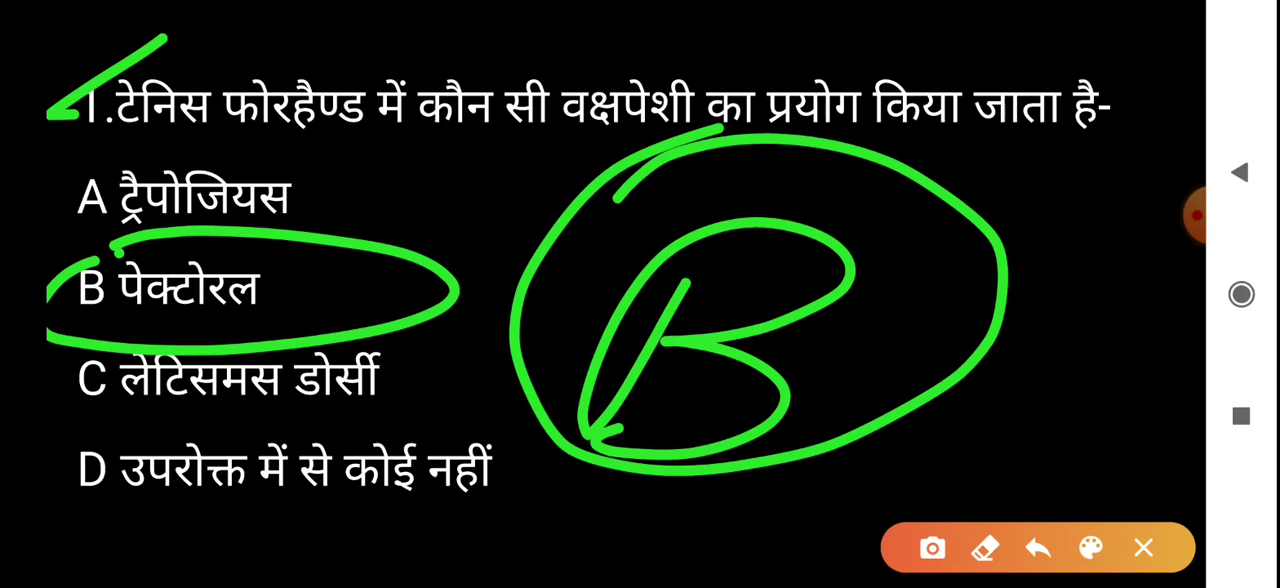 1.टेनिस फोरहैण्ड में कौन सी वक्षपेशी का प्रयोग किया जाता है-
A ट्रैपोजियस
B पेक्टोरल
B
C लेटिसमस डोर्सी
D उपरोक्त में से कोई नहीं